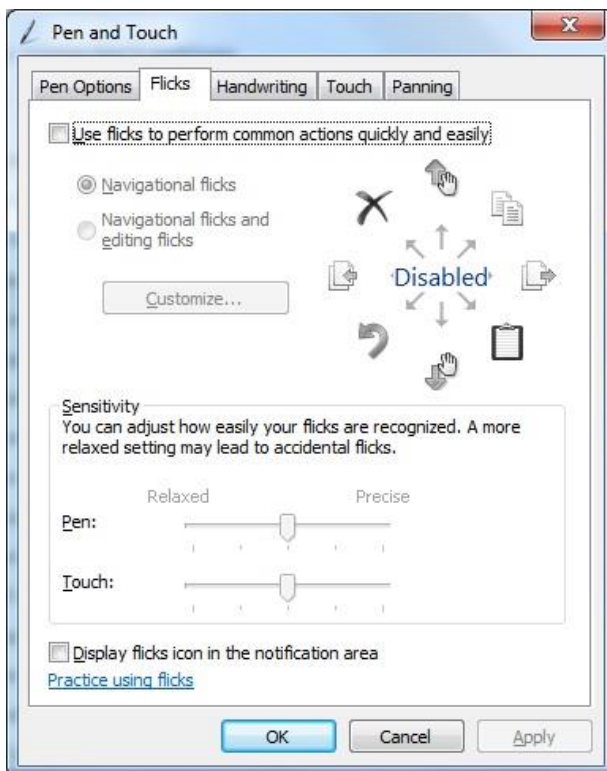 Pen and Touch
Pen Options Flicks Handwriting Touch Panning
Use flicks to perform common actions quickly and easily
Navigational flicks
Navigational flicks and
editing flicks
Customize...
Disabled
Sensitivity
You can adjust how easily your flicks are recognized. A more
relaxed setting may lead to accidental flicks.
Relaxed Precise
Pen:
Touch:
Display flicks icon in the notification area
Practice using flicks
OK Cancel Apply